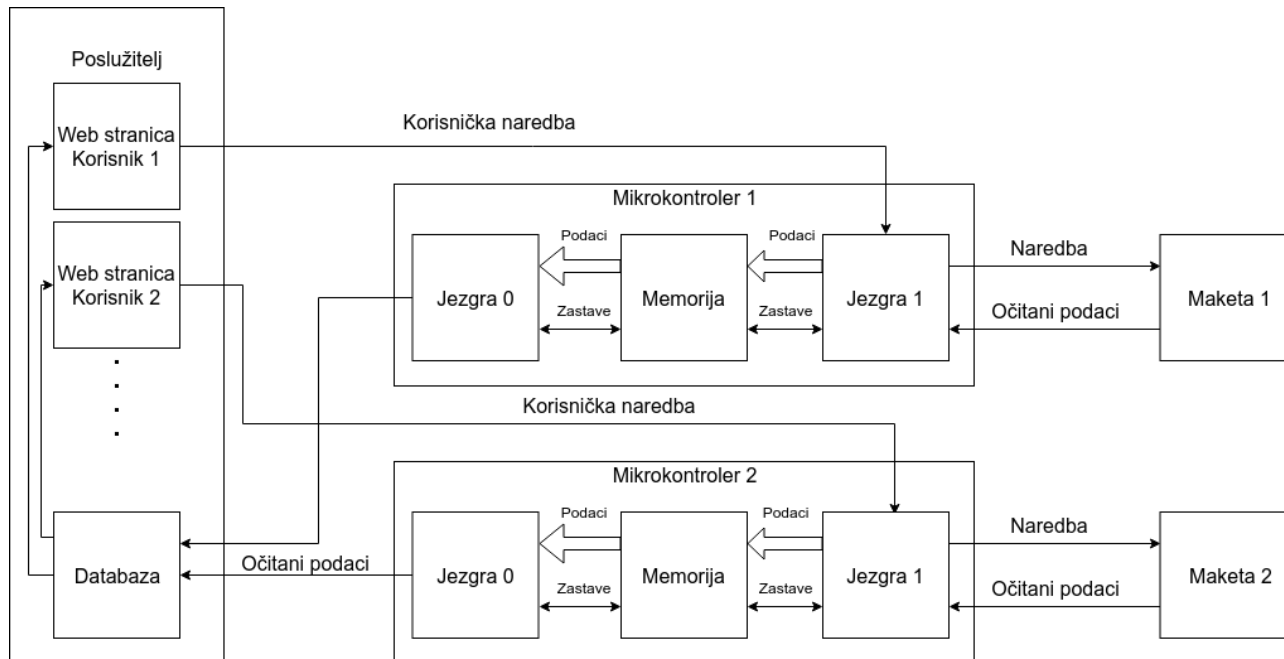 Poslužitelj
Web stranica
Korisnik 1
Korisnička naredba
Mikrokontroler 1
Podaci
Podaci
Jezgra 0
Memorija
Jezgra 1
Zastave
Zastave
Naredba
Očitani podaci
Maketa 1
Web stranica
Korisnik 2
Korisnička naredba
Mikrokontroler 2
Podaci
Podaci
Jezgra 0
Memorija
Jezgra 1
Zastave
Zastave
Naredba
Očitani podaci
Maketa 2
Databaza
Očitani podaci